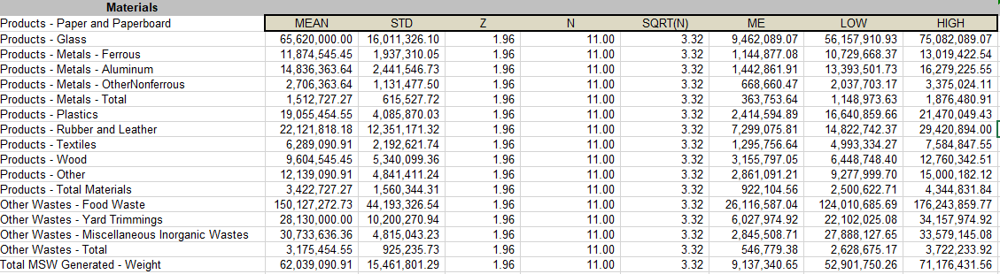 Materials
Products - Paper and Paperboard MEAN STD Z N SQRT(N) ME LOW HIGH
Products - Glass 65,620,000.00 16,011,326.10 1.96 11.00 3.32 9,462,089.07 56,157,910.93 75,082,089.07
Products - Metals - Ferrous 11,874,545.45 1,937,310.05 1.96 11.00 3.32 1,144,877.08 10,729,668.37 13,019,422.54
Products - Metals - Aluminum 14,836,363.64 2,441,546.73 1.96 11.00 3.32 1,442,861.91 13,393,501.73 16,279,225.55
Products - Metals - OtherNonferrous 2,706,363.64 1,131,477.50 1.96 11.00 3.32 668,660.47 2,037,703.17 3,375,024.11
Products - Metals - Total 1,512,727.27 615,527.72 1.96 11.00 3.32 363,753.64 1,148,973.63 1,876,480.91
Products - Plastics 19,055,454.55 4,085,870.03 1.96 11.00 3.32 2,414,594.89 16,640,859.66 21,470,049.43
Products - Rubber and Leather 22,121,818.18 12,351,171.32 1.96 11.00 3.32 7,299,075.81 14,822,742.37 29,420,894.00
Products - Textiles 6,289,090.91 2,192,621.74 1.96 11.00 3.32 1,295,756.64 4,993,334.27 7,584,847.55
Products - Wood 9,604,545.45 5,340,099.36 1.96 11.00 3.32 3,155,797.05 6,448,748.40 12,760,342.51
Products - Other 12,139,090.91 4,841,411.24 1.96 11.00 3.32 2,861,091.21 9,277,999.70 15,000,182.12
Products - Total Materials 3,422,727.27 1,560,344.31 1.96 11.00 3.32 922,104.56 2,500,622.71 4,344,831.84
Other Wastes - Food Waste 150,127,272.73 44,193,326.54 1.96 11.00 3.32 26,116,587.04 124,010,685.69 176,243,859.77
Other Wastes - Yard Trimmings 28,130,000.00 10,200,270.94 1.96 11.00 3.32 6,027,974.92 22,102,025.08 34,157,974.92
Other Wastes - Miscellaneous Inorganic Wastes 30,733,636.36 4,815,043.23 1.96 11.00 3.32 2,845,508.71 27,888,127.65 33,579,145.08
Other Wastes - Total 3,175,454.55 925,235.73 1.96 11.00 3.32 546,779.38 2,628,675.17 3,722,233.92
Total MSW Generated - Weight 62,039,090.91 15,461,801.29 1.96 11.00 3.32 9,137,340.65 52,901,750.26 71,176,431.56